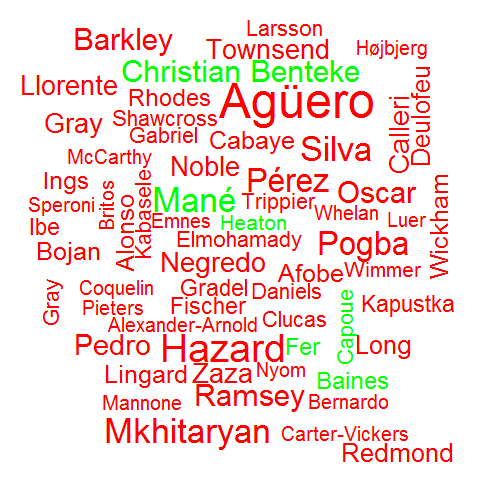 Larsson
Barkley
Townsend
Højbjerg
Christian Benteke
Llorente
Rhodes
Agüero
Deulofeu
Calleri
Shawcross
Gray
Gabriel
Cabaye
Silva
McCarthy
Noble
Pérez
Ings
Oscar
Mané
Trippier
Speroni
Britos
Kabasele
Alonso
Whelan
Luer
Wickham
Ibe
Emnes
Heaton
Elmohamady
Pogba
Bojan
Negredo
Afobe
Wimmer
Gray
Coquelin
Gradel
Daniels
Pieters
Fischer
Kapustka
Alexander-Arnold
Clucas
Capoue
Pedro
Hazard
Fer
Long
Lingard
Zaza
Nyom
Baines
Mannone
Ramsey
Bernardo
Mkhitaryan
Carter-Vickers
Redmond